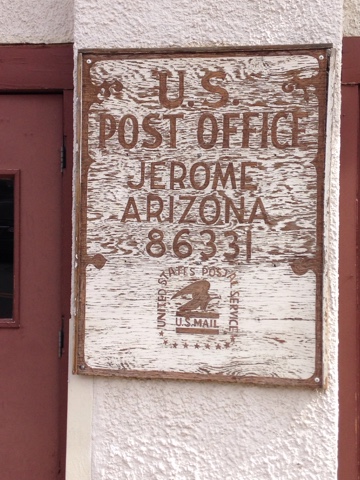 U.S.
POST OFFICE
JEROME
ARIZONA
86331
UNITED STATES POSTAL SERVICE
U.S.MAIL